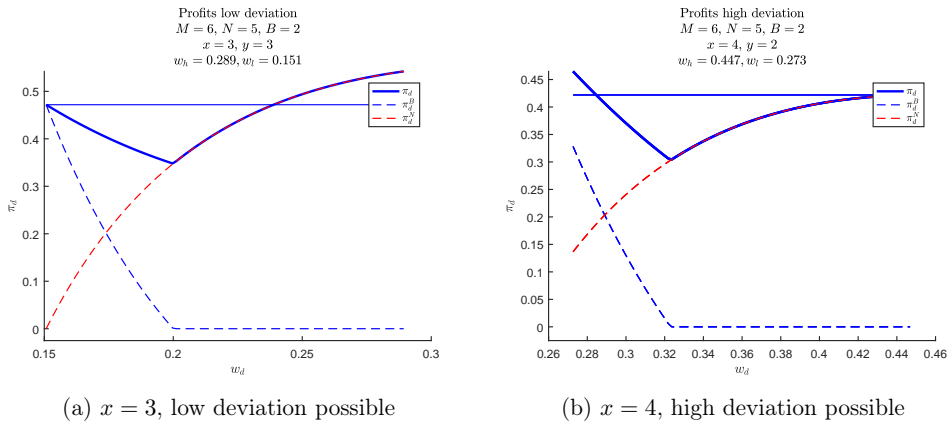 Profits low deviation
M = 6, N = 5, B = 2
x = 3, y = 3
w_h = 0.289, w_l = 0.151
π_d
π_d^B
π_d^N
0.5
0.4
0.3
0.2
0.1
0
π_d
0.15
0.2
0.25
0.3
w_d
(a) x = 3, low deviation possible
Profits high deviation
M = 6, N = 5, B = 2
x = 4, y = 2
w_h = 0.447, w_l = 0.273
π_d
π_d^B
π_d^N
0.45
0.4
0.35
0.3
0.25
0.2
0.15
0.1
0.05
0
π_d
0.26
0.28
0.3
0.32
0.34
0.36
0.38
0.4
0.42
0.44
0.46
w_d
(b) x = 4, high deviation possible